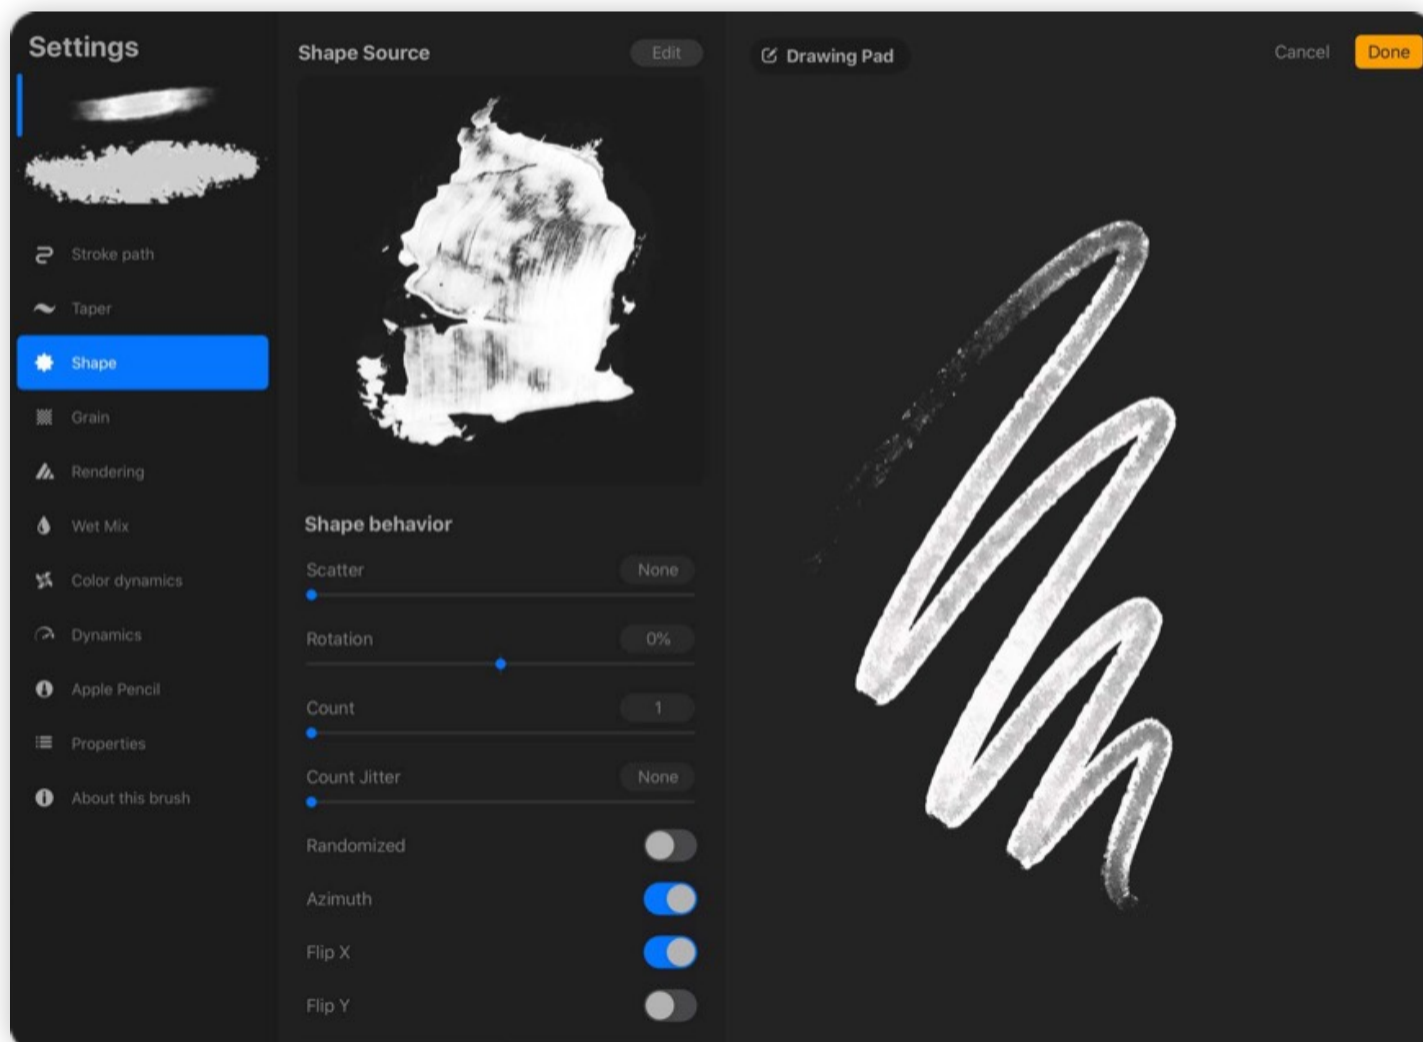 Settings
Stroke path
Taper
Shape
Grain
Rendering
Wet Mix
Color dynamics
Dynamics
Apple Pencil
Properties
About this brush
Shape Source
Edit
Shape behavior
Scatter
None
Rotation
0%
Count
1
Count Jitter
None
Randomized
Azimuth
Flip X
Flip Y
Drawing Pad
Cancel
Done